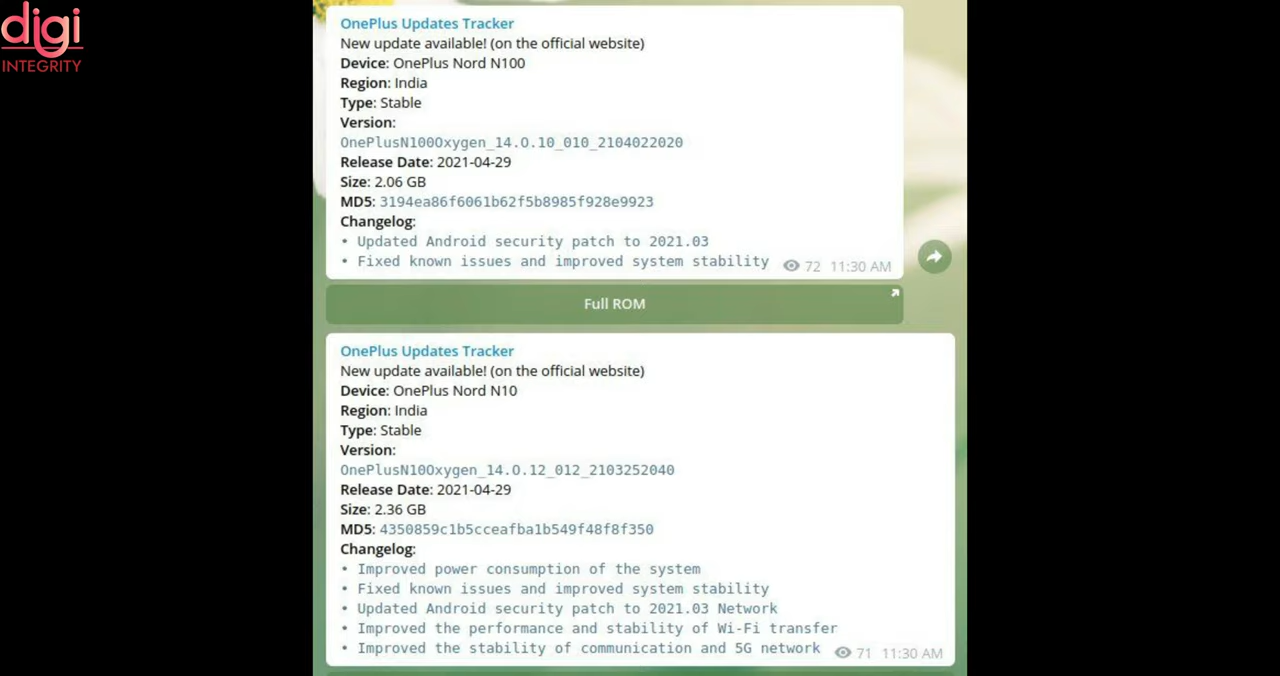 digi
INTEGRITY
OnePlus Updates Tracker
New update available! (on the official website)
Device: OnePlus Nord N100
Region: India
Type: Stable
Version:
OnePlusN100Oxygen_14.O.10_010_2104022020
Release Date: 2021-04-29
Size: 2.06 GB
MD5: 3194ea86f6061b62f5b8985f928e9923
Changelog:
• Updated Android security patch to 2021.03
• Fixed known issues and improved system stability
72 11:30 AM
Full ROM
OnePlus Updates Tracker
New update available! (on the official website)
Device: OnePlus Nord N10
Region: India
Type: Stable
Version:
OnePlusN10Oxygen_14.O.12_012_2103252040
Release Date: 2021-04-29
Size: 2.36 GB
MD5: 4350859c1b5cceafba1b549f48f8f350
Changelog:
• Improved power consumption of the system
• Fixed known issues and improved system stability
• Updated Android security patch to 2021.03 Network
• Improved the performance and stability of Wi-Fi transfer
• Improved the stability of communication and 5G network
71 11:30 AM